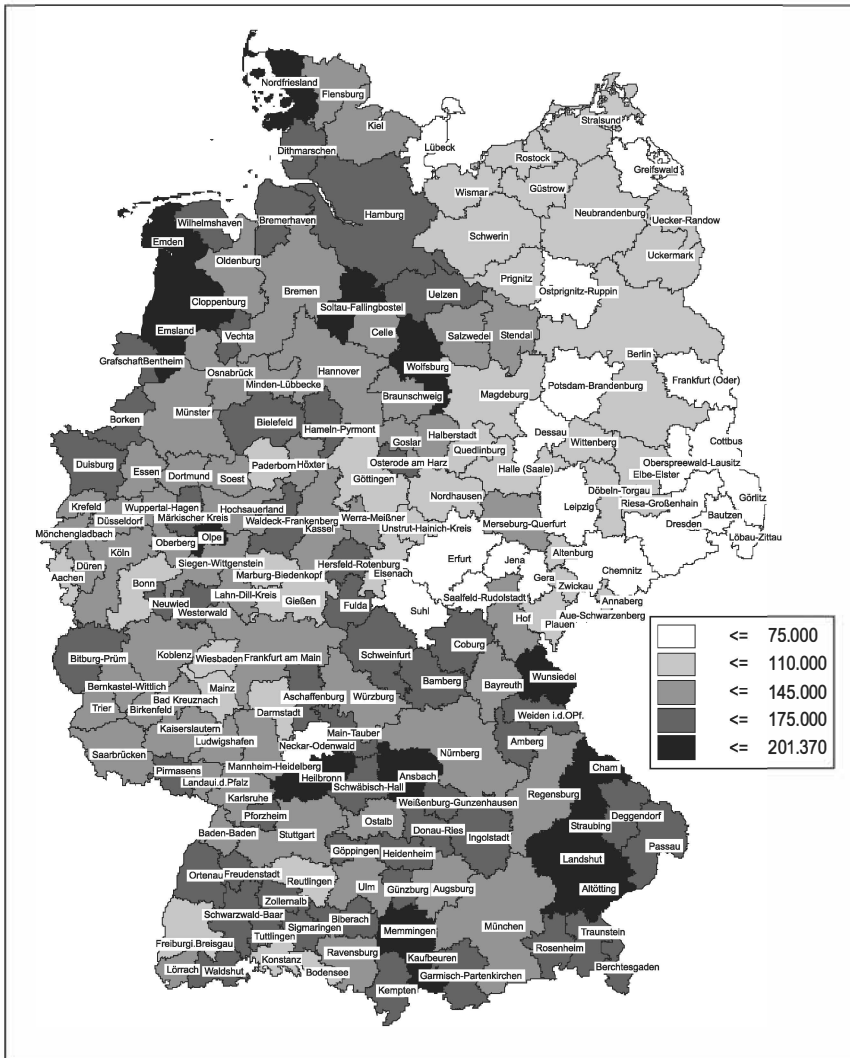 Nordfriesland
Flensburg
Kiel
Stralsund
Dithmarschen
Lübeck
Rostock
Greifswald
Wismar
Güstrow
Hamburg
Neubrandenburg
Wilhelmshaven
Bremerhaven
Uecker-Randow
Emden
Schwerin
Oldenburg
Uckermark
Prignitz
Bremen
Uelzen
Ostprignitz-Ruppin
Cloppenburg
Soltau-Fallingbostel
Emsland
Vechta
Celle
Salzwedel
Stendal
Berlin
GrafschaftBentheim
Wolfsburg
Osnabrück
Hannover
Frankfurt (Oder)
Minden-Lübbecke
Potsdam-Brandenburg
Braunschweig
Magdeburg
Münster
Borken
Bielefeld
Hameln-Pyrmont
Dessau
Goslar
Halberstadt
Wittenberg
Cottbus
Quedlinburg
Duisburg
Paderborn
Höxter
Osterode am Harz
Oberspreewald-Lausitz
Essen
Dortmund
Halle (Saale)
Elbe-Elster
Soest
Göttingen
Döbeln-Torgau
Görlitz
Nordhausen
Krefeld
Wuppertal-Hagen
Hochsauerland
Leipzig
Riesa-Großenhain
Bautzen
Düsseldorf
Märkischer Kreis
Waldeck-Frankenberg
Werra-Meißner
Merseburg-Querfurt
Dresden
Mönchengladbach
Kassel
Unstrut-Hainich-Kreis
Löbau-Zittau
Köln
Oberberg
Olpe
Erfurt
Jena
Altenburg
Düren
Siegen-Wittgenstein
Hersfeld-Rotenburg
Chemnitz
Aachen
Bonn
Marburg-Biedenkopf
Eisenach
Gera
Zwickau
Lahn-Dill-Kreis
Gießen
Saalfeld-Rudolstadt
Annaberg
Neuwied
Westerwald
Fulda
Suhl
Hof
Aue-Schwarzenberg
Plauen
Coburg
Koblenz
Bitburg-Prüm
Wiesbaden
Frankfurt am Main
Schweinfurt
Wunsiedel
Bamberg
Bayreuth
Bernkastel-Wittlich
Mainz
Aschaffenburg
Würzburg
Bad Kreuznach
Trier
Birkenfeld
Darmstadt
Weiden i.d.OPf.
Kaiserslautern
Main-Tauber
Amberg
Ludwigshafen
Neckar-Odenwald
Nürnberg
Saarbrücken
Mannheim-Heidelberg
Cham
Pirmasens
Heilbronn
Ansbach
Landaui.d.Pfalz
Schwäbisch-Hall
Regensburg
Karlsruhe
Weißenburg-Gunzenhausen
Pforzheim
Deggendorf
Ostalb
Donau-Ries
Straubing
Baden-Baden
Stuttgart
Ingolstadt
Göppingen
Heidenheim
Passau
Landshut
Ortenau
Freudenstadt
Reutlingen
Ulm
Günzburg
Augsburg
Altötting
Zollernalb
Schwarzwald-Baar
Biberach
Sigmaringen
Memmingen
München
Traunstein
Tuttlingen
Freiburgi.Breisgau
Rosenheim
Ravensburg
Kaufbeuren
Konstanz
Lörrach
Waldshut
Bodensee
Garmisch-Partenkirchen
Berchtesgaden
Kempten
<= 75.000
<= 110.000
<= 145.000
<= 175.000
<= 201.370